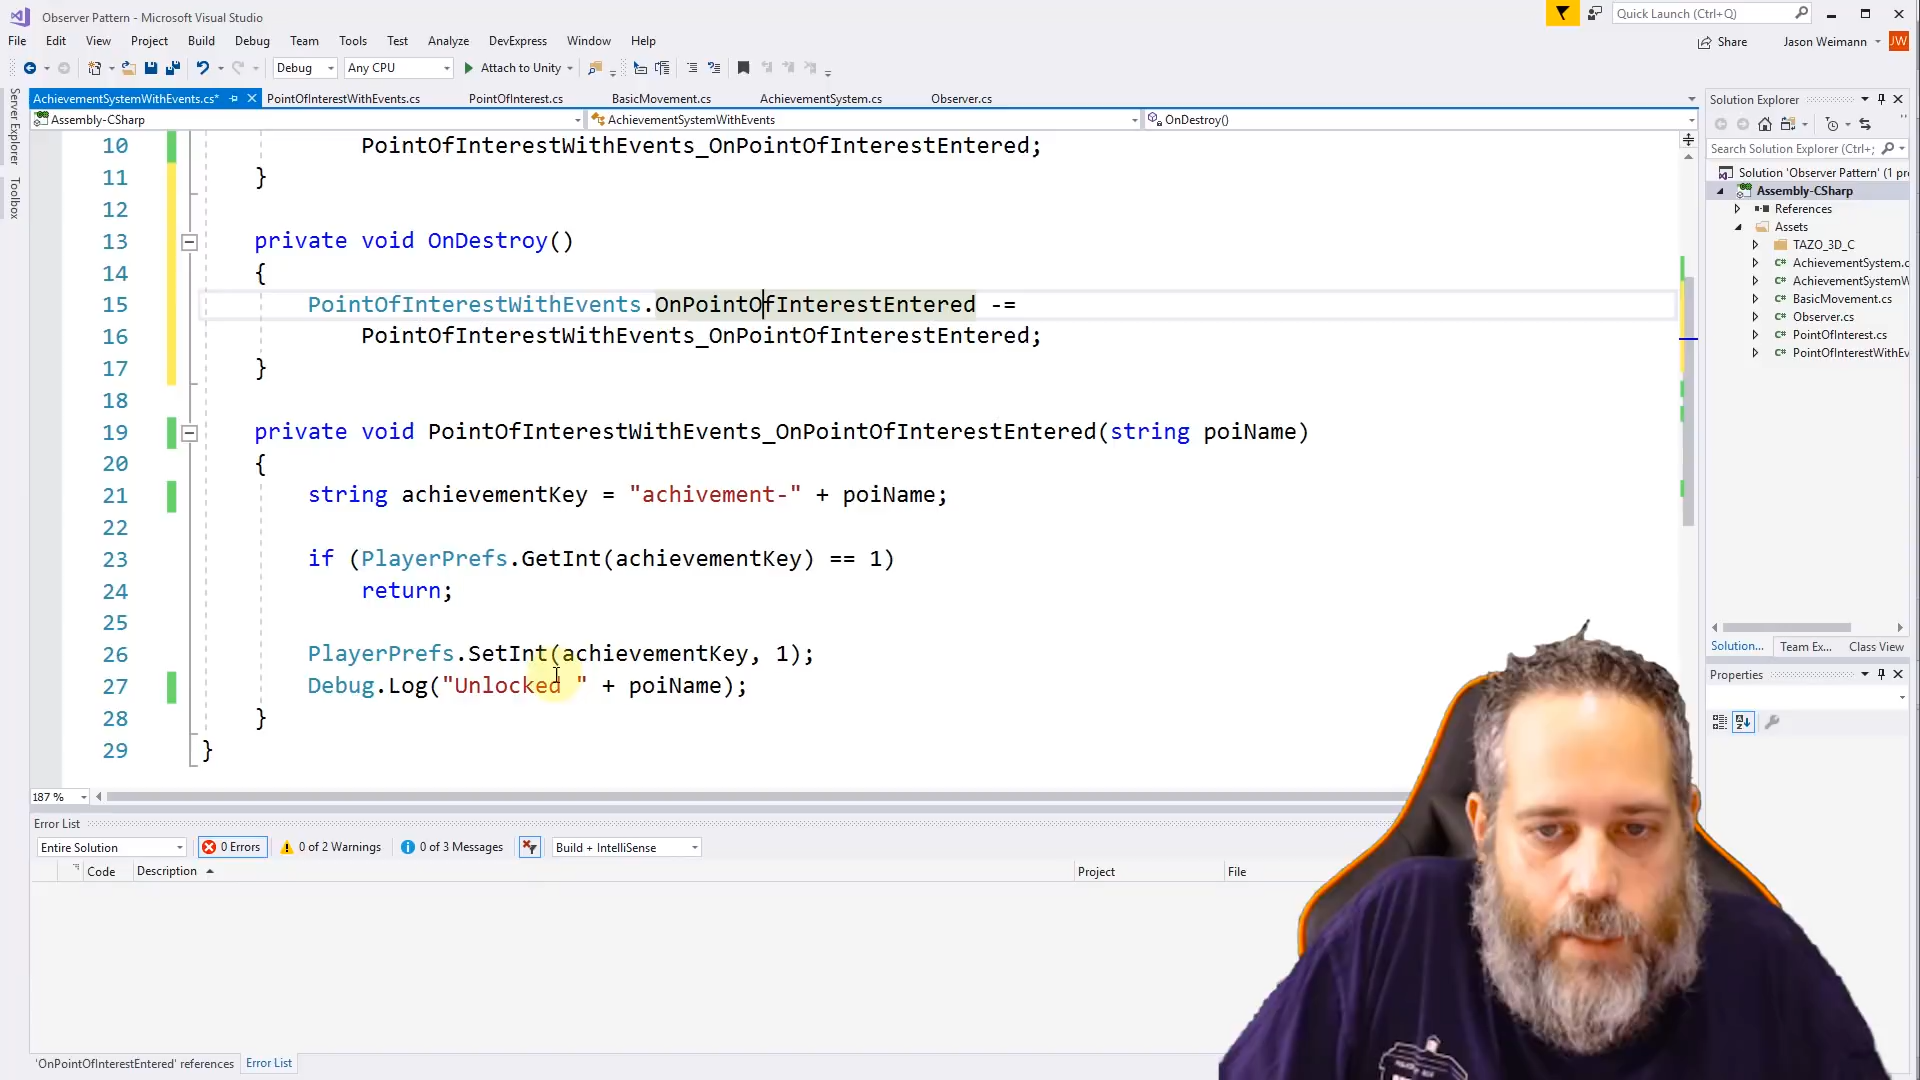 Observer Pattern - Microsoft Visual Studio
Quick Launch (Ctrl+Q)
File Edit View Project Build Debug Team Tools Test Analyze DevExpress Window Help
Share Jason Weimann JW
Debug Any CPU Attach to Unity
Server Explorer
Toolbox
AchievementSystemWithEvents.cs* PointOfInterestWithEvents.cs PointOfInterest.cs BasicMovement.cs AchievementSystem.cs Observer.cs
Assembly-CSharp AchievementSystemWithEvents OnDestroy()
10 PointOfInterestWithEvents_OnPointOfInterestEntered;
11 }
12
13 private void OnDestroy()
14 {
15 PointOfInterestWithEvents.OnPointOfInterestEntered -=
16 PointOfInterestWithEvents_OnPointOfInterestEntered;
17 }
18
19 private void PointOfInterestWithEvents_OnPointOfInterestEntered(string poiName)
20 {
21 string achievementKey = "achivement-" + poiName;
22
23 if (PlayerPrefs.GetInt(achievementKey) == 1)
24 return;
25
26 PlayerPrefs.SetInt(achievementKey, 1);
27 Debug.Log("Unlocked " + poiName);
28 }
29 }
187 %
Error List
Entire Solution 0 Errors 0 of 2 Warnings 0 of 3 Messages Build + IntelliSense
Code Description Project File
'OnPointOfInterestEntered' references Error List
Solution Explorer
Search Solution Explorer (Ctrl+;
Solution 'Observer Pattern' (1 pr
Assembly-CSharp
References
Assets
TAZO_3D_C
AchievementSystem.c
AchievementSystemW
BasicMovement.cs
Observer.cs
PointOfInterest.cs
PointOfInterestWithEv
Solution... Team Ex... Class View
Properties